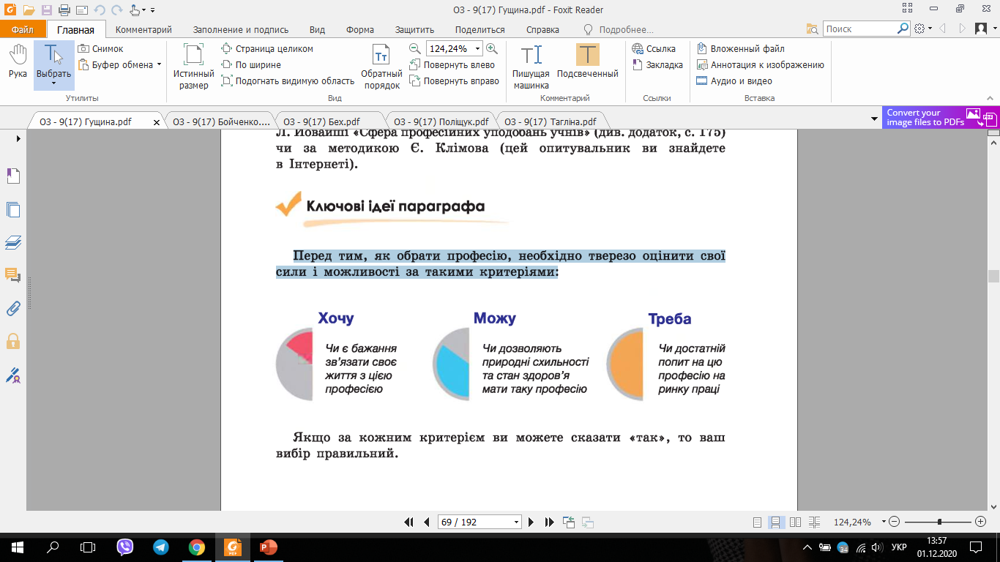 ОЗ - 9(17) Гущина.pdf - Foxit Reader
Файл
Главная
Комментарий
Заполнение и подпись
Вид
Форма
Защитить
Поделиться
Справка
Подробнее...
Поиск
Рука
Выбрать
Снимок
Буфер обмена
Утилиты
Истинный
размер
Страница целиком
По ширине
Подогнать видимую область
Обратный
порядок
124,24%
Повернуть влево
Повернуть вправо
Вид
Пишущая
машинка
Подсвеченный
Комментарий
Ссылка
Закладка
Ссылки
Вложенный файл
Аннотация к изображению
Аудио и видео
Вставка
ОЗ - 9(17) Гущина.pdf
ОЗ - 9(17) Бойченко....
ОЗ - 9(17) Бех.pdf
ОЗ - 9(17) Поліщук.pdf
ОЗ - 9(17) Тагліна.pdf
Convert your
image files to PDFs
Л. Йовайші «Сфера професійних уподобань учнів» (див. додаток, с. 175)
чи за методикою Є. Клімова (цей опитувальник ви знайдете
в Інтернеті).
Ключові ідеї параграфа
Перед тим, як обрати професію, необхідно тверезо оцінити свої
сили і можливості за такими критеріями:
Хочу
Чи є бажання
зв’язати своє
життя з цією
професією
Можу
Чи дозволяють
природні схильності
та стан здоров’я
мати таку професію
Треба
Чи достатній
попит на цю
професію на
ринку праці
Якщо за кожним критерієм ви можете сказати «так», то ваш
вибір правильний.
69 / 192
124,24%
34
УКР
13:57
01.12.2020